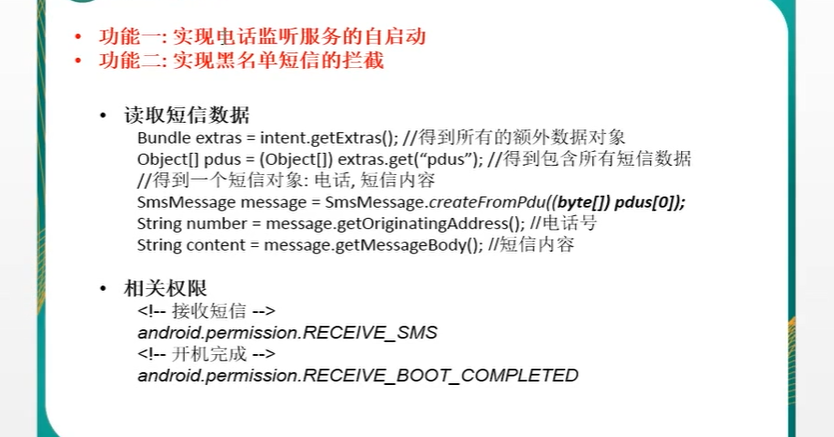 • 功能一: 实现电话监听服务的自启动
• 功能二: 实现黑名单短信的拦截
• 读取短信数据
Bundle extras = intent.getExtras(); //得到所有的额外数据对象
Object[] pdus = (Object[]) extras.get(“pdus”); //得到包含所有短信数据
//得到一个短信对象: 电话, 短信内容
SmsMessage message = SmsMessage.createFromPdu((byte[]) pdus[0]);
String number = message.getOriginatingAddress(); //电话号
String content = message.getMessageBody(); //短信内容
• 相关权限
<!-- 接收短信 -->
android.permission.RECEIVE_SMS
<!-- 开机完成 -->
android.permission.RECEIVE_BOOT_COMPLETED